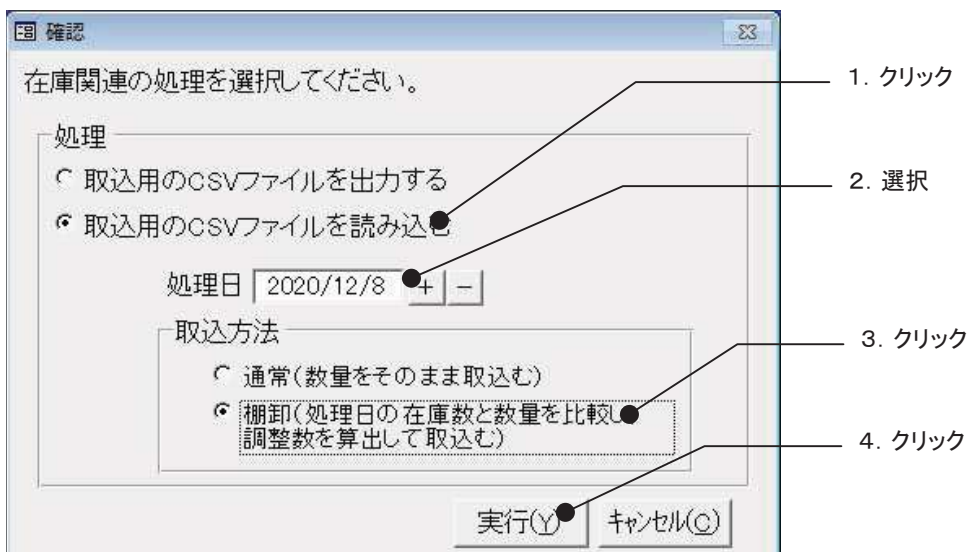 確認
在庫関連の処理を選択してください。
1. クリック
処理
取込用のCSVファイルを出力する
2. 選択
取込用のCSVファイルを読み込む
処理日 2020/12/8 + -
取込方法
3. クリック
通常(数量をそのまま取込む)
棚卸(処理日の在庫数と数量を比較し、
調整数を算出して取込む)
4. クリック
実行(Y) キャンセル(C)